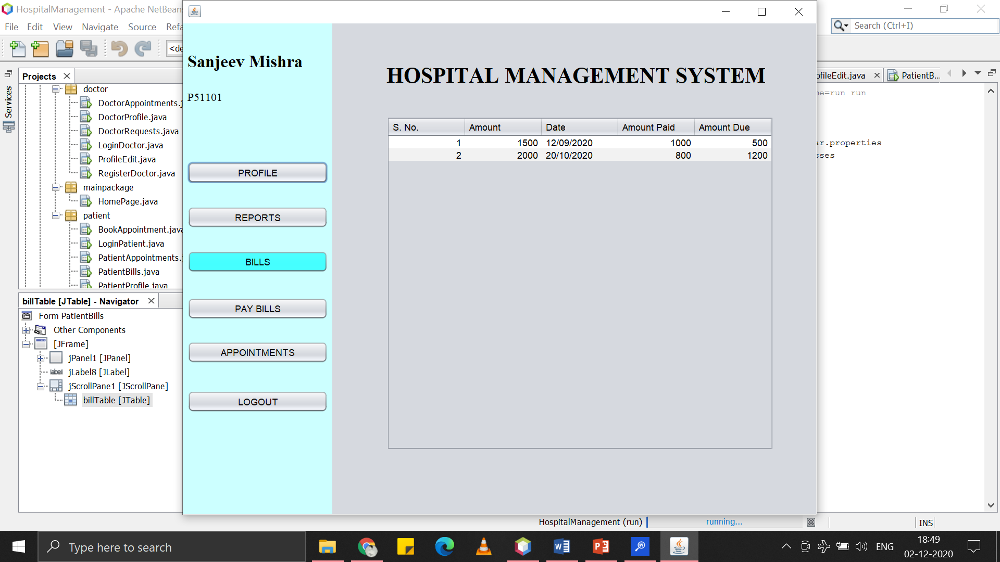 HospitalManagement - Apache NetBeans
File Edit View Navigate Source Refa
Search (Ctrl+I)
<de
Services
Projects
doctor
DoctorAppointments.j
DoctorProfile.java
DoctorRequests.java
LoginDoctor.java
ProfileEdit.java
RegisterDoctor.java
mainpackage
HomePage.java
patient
BookAppointment.java
LoginPatient.java
PatientAppointments.j
PatientBills.java
PatientProfile.java
billTable [JTable] - Navigator
Form PatientBills
Other Components
[JFrame]
jPanel1 [JPanel]
label jLabel8 [JLabel]
jScrollPane1 [JScrollPane]
billTable [JTable]
Sanjeev Mishra
P51101
PROFILE
REPORTS
BILLS
PAY BILLS
APPOINTMENTS
LOGOUT
HOSPITAL MANAGEMENT SYSTEM
S. No. Amount Date Amount Paid Amount Due
1 1500 12/09/2020 1000 500
2 2000 20/10/2020 800 1200
ofileEdit.java PatientB...
me=run run
ar.properties
sses
HospitalManagement (run) running...
INS
Type here to search
ENG
18:49
02-12-2020